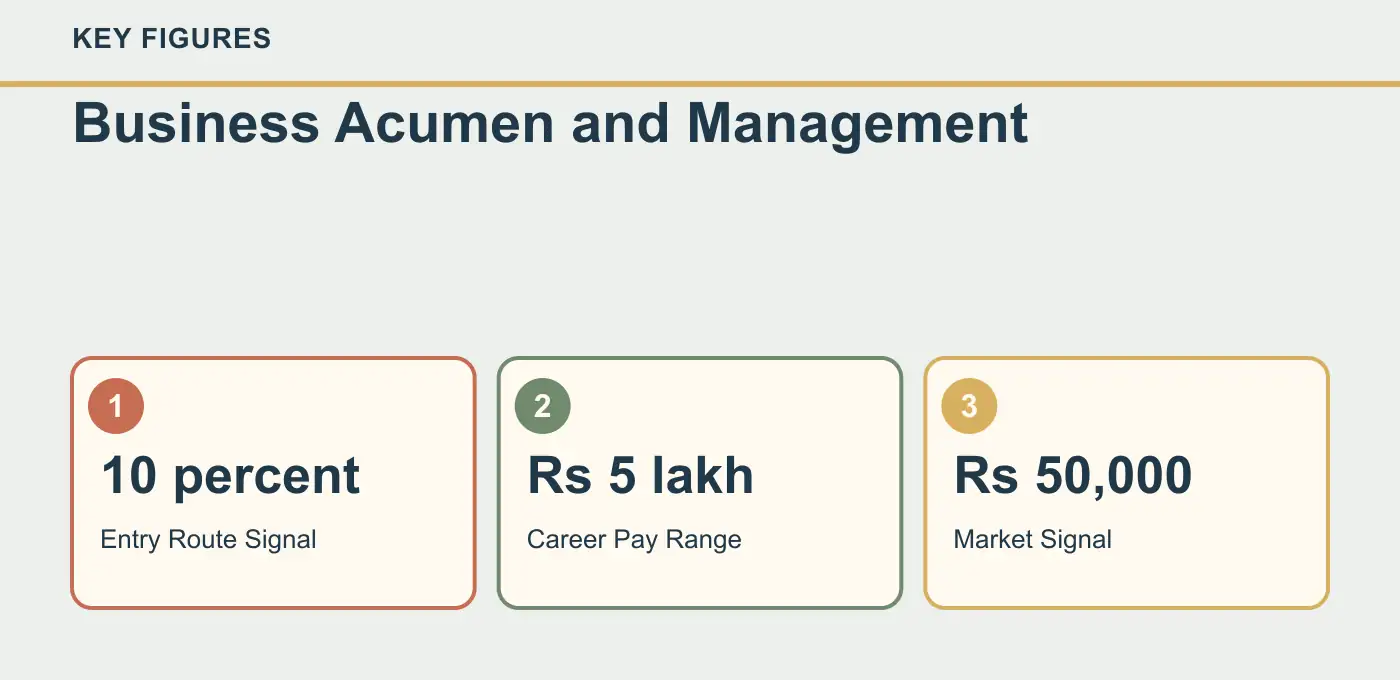 KEY FIGURES
Business Acumen and Management
1
10 percent
Entry Route Signal
2
Rs 5 lakh
Career Pay Range
3
Rs 50,000
Market Signal